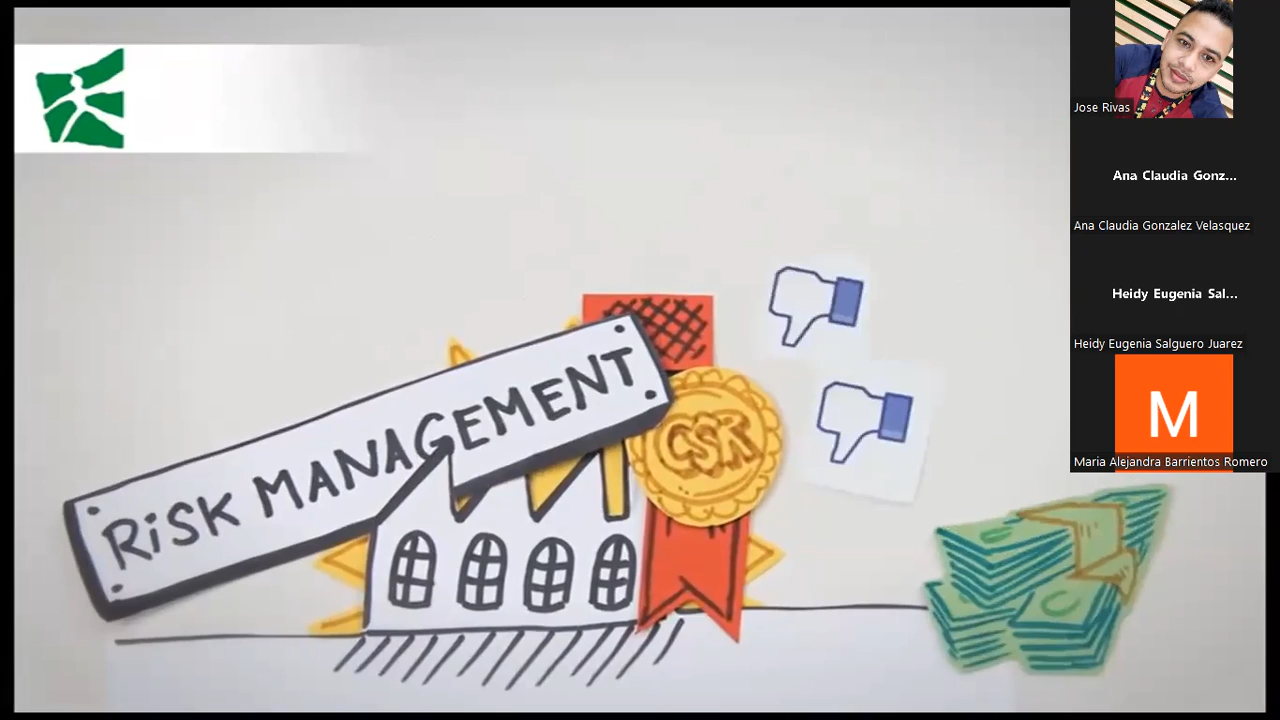 RiSK MANAGEMENT
CSR
Jose Rivas
Ana Claudia Gonz...
Ana Claudia Gonzalez Velasquez
Heidy Eugenia Sal...
Heidy Eugenia Salguero Juarez
M
Maria Alejandra Barrientos Romero